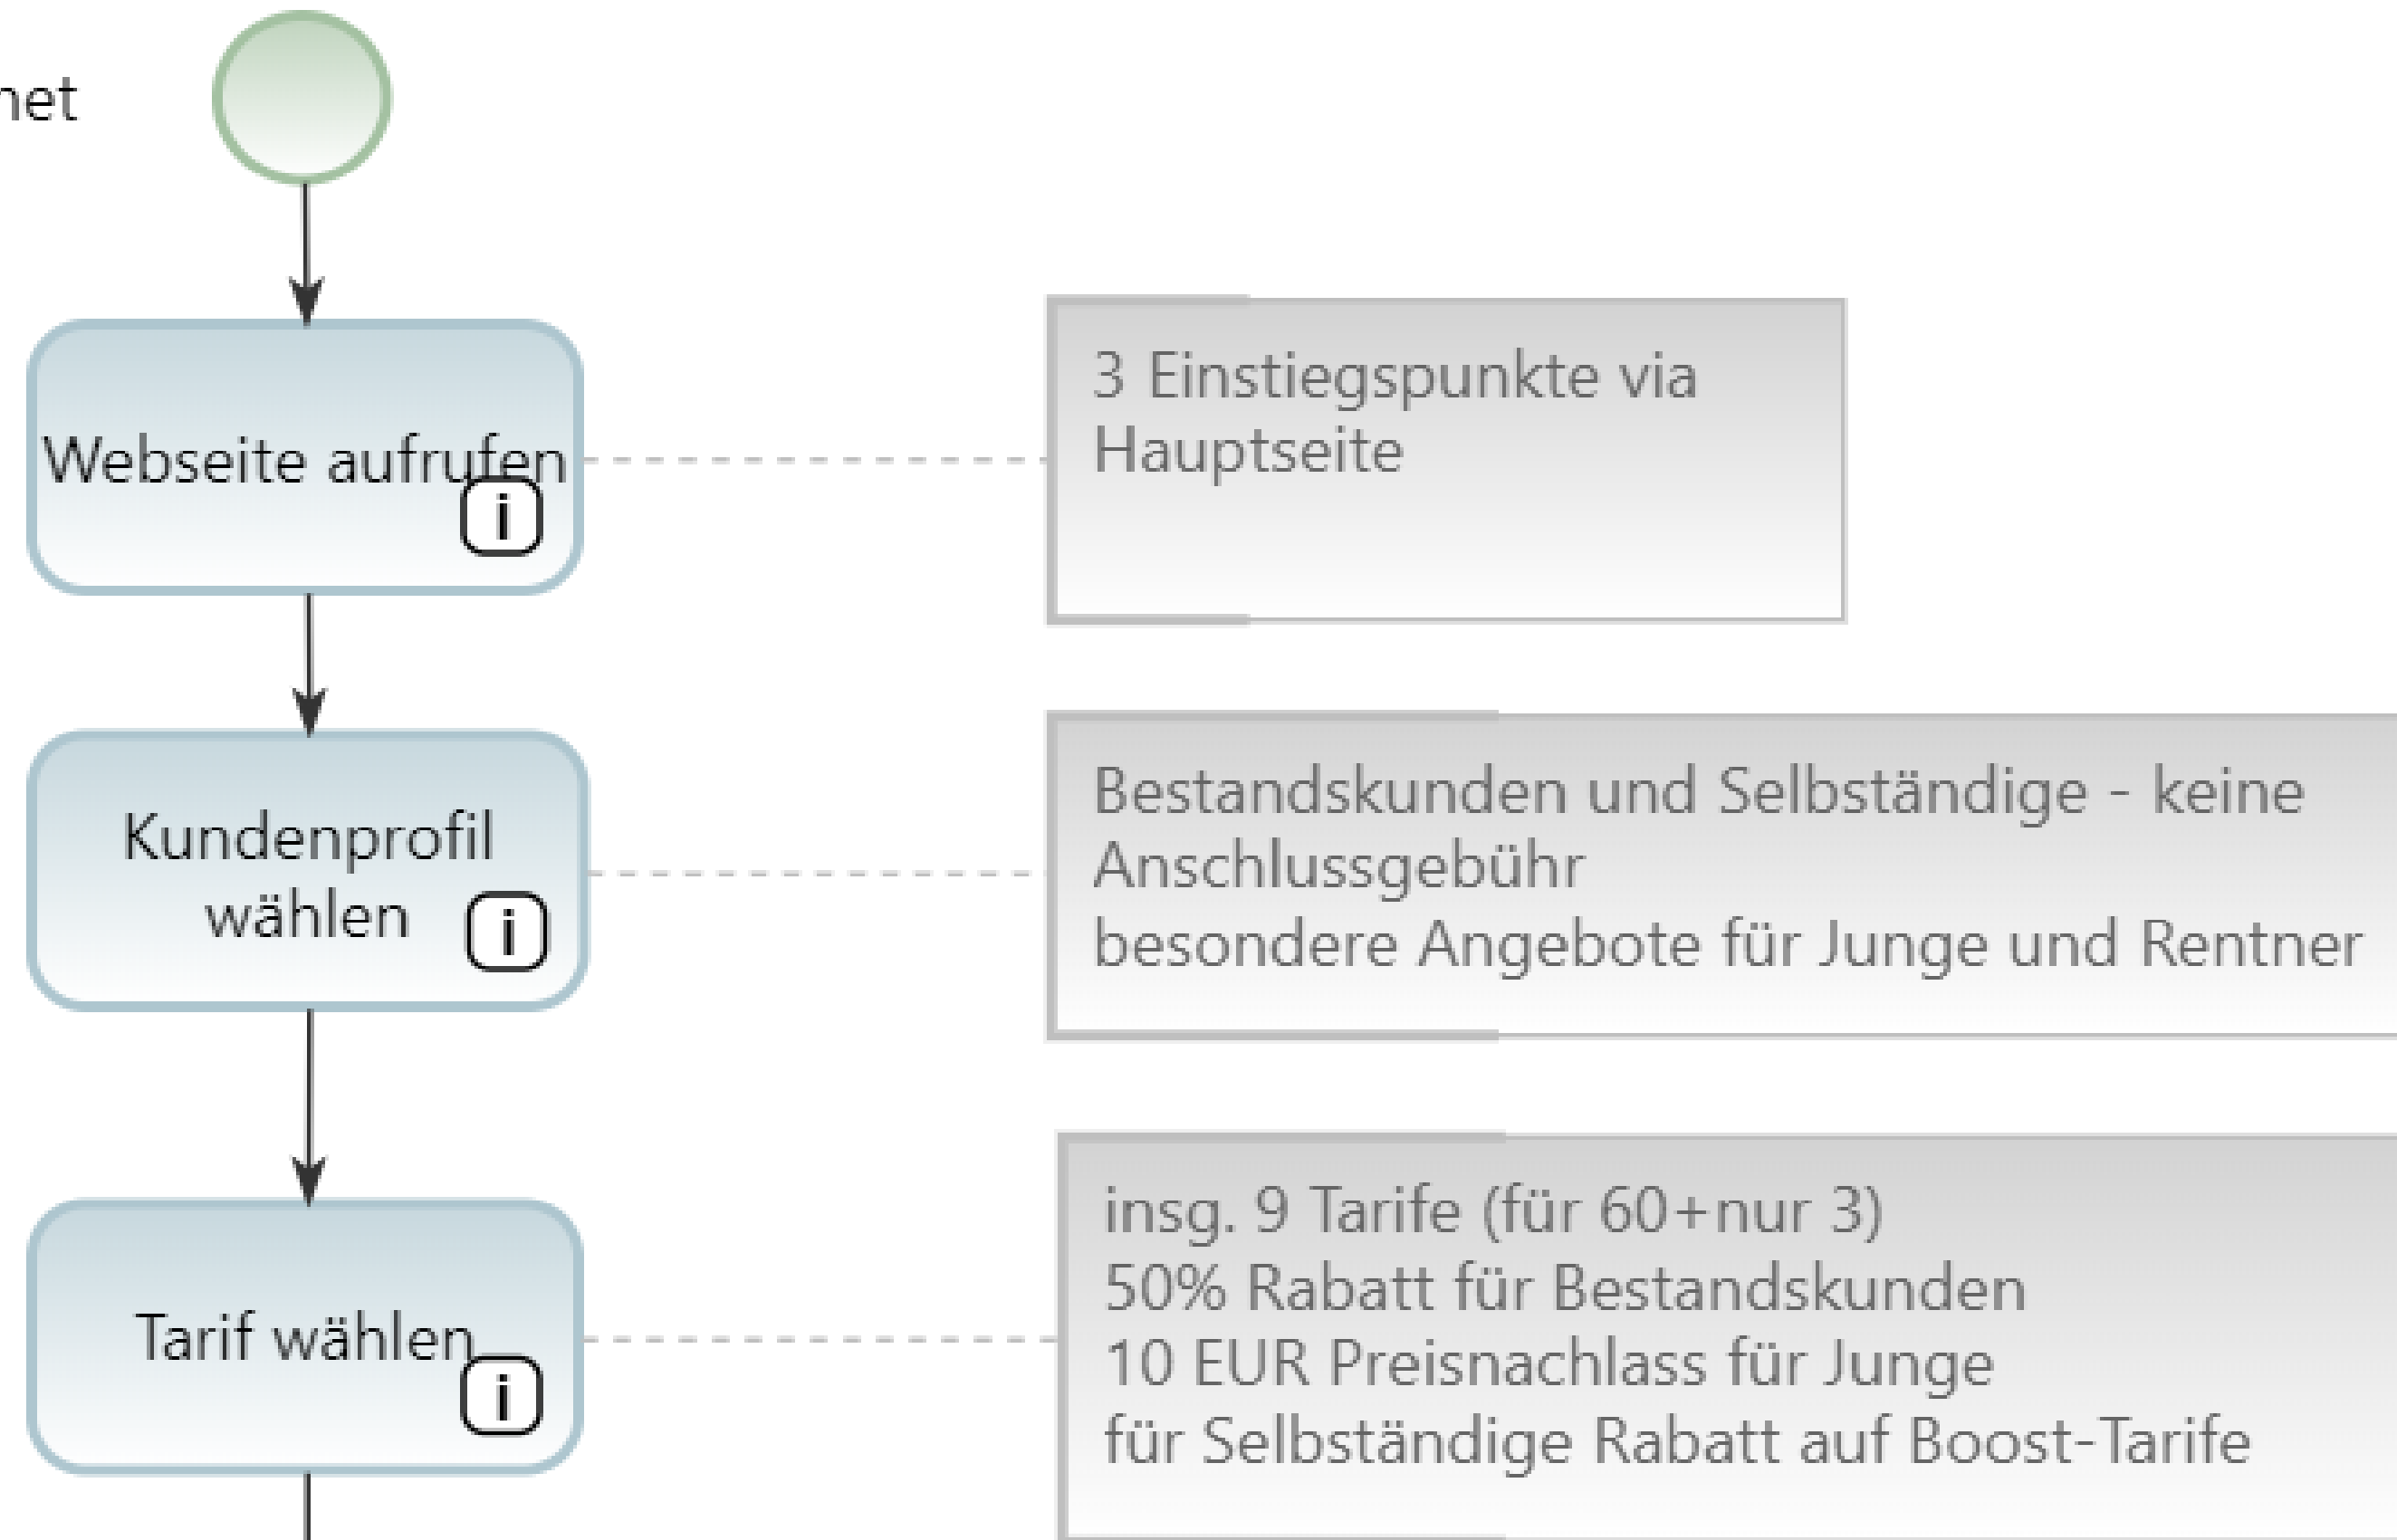 Webseite aufrufen
i
3 Einstiegspunkte via
Hauptseite
Kundenprofil
wählen
i
Bestandskunden und Selbständige - keine
Anschlussgebühr
besondere Angebote für Junge und Rentner
Tarif wählen
i
insg. 9 Tarife (für 60+nur 3)
50% Rabatt für Bestandskunden
10 EUR Preisnachlass für Junge
für Selbständige Rabatt auf Boost-Tarife